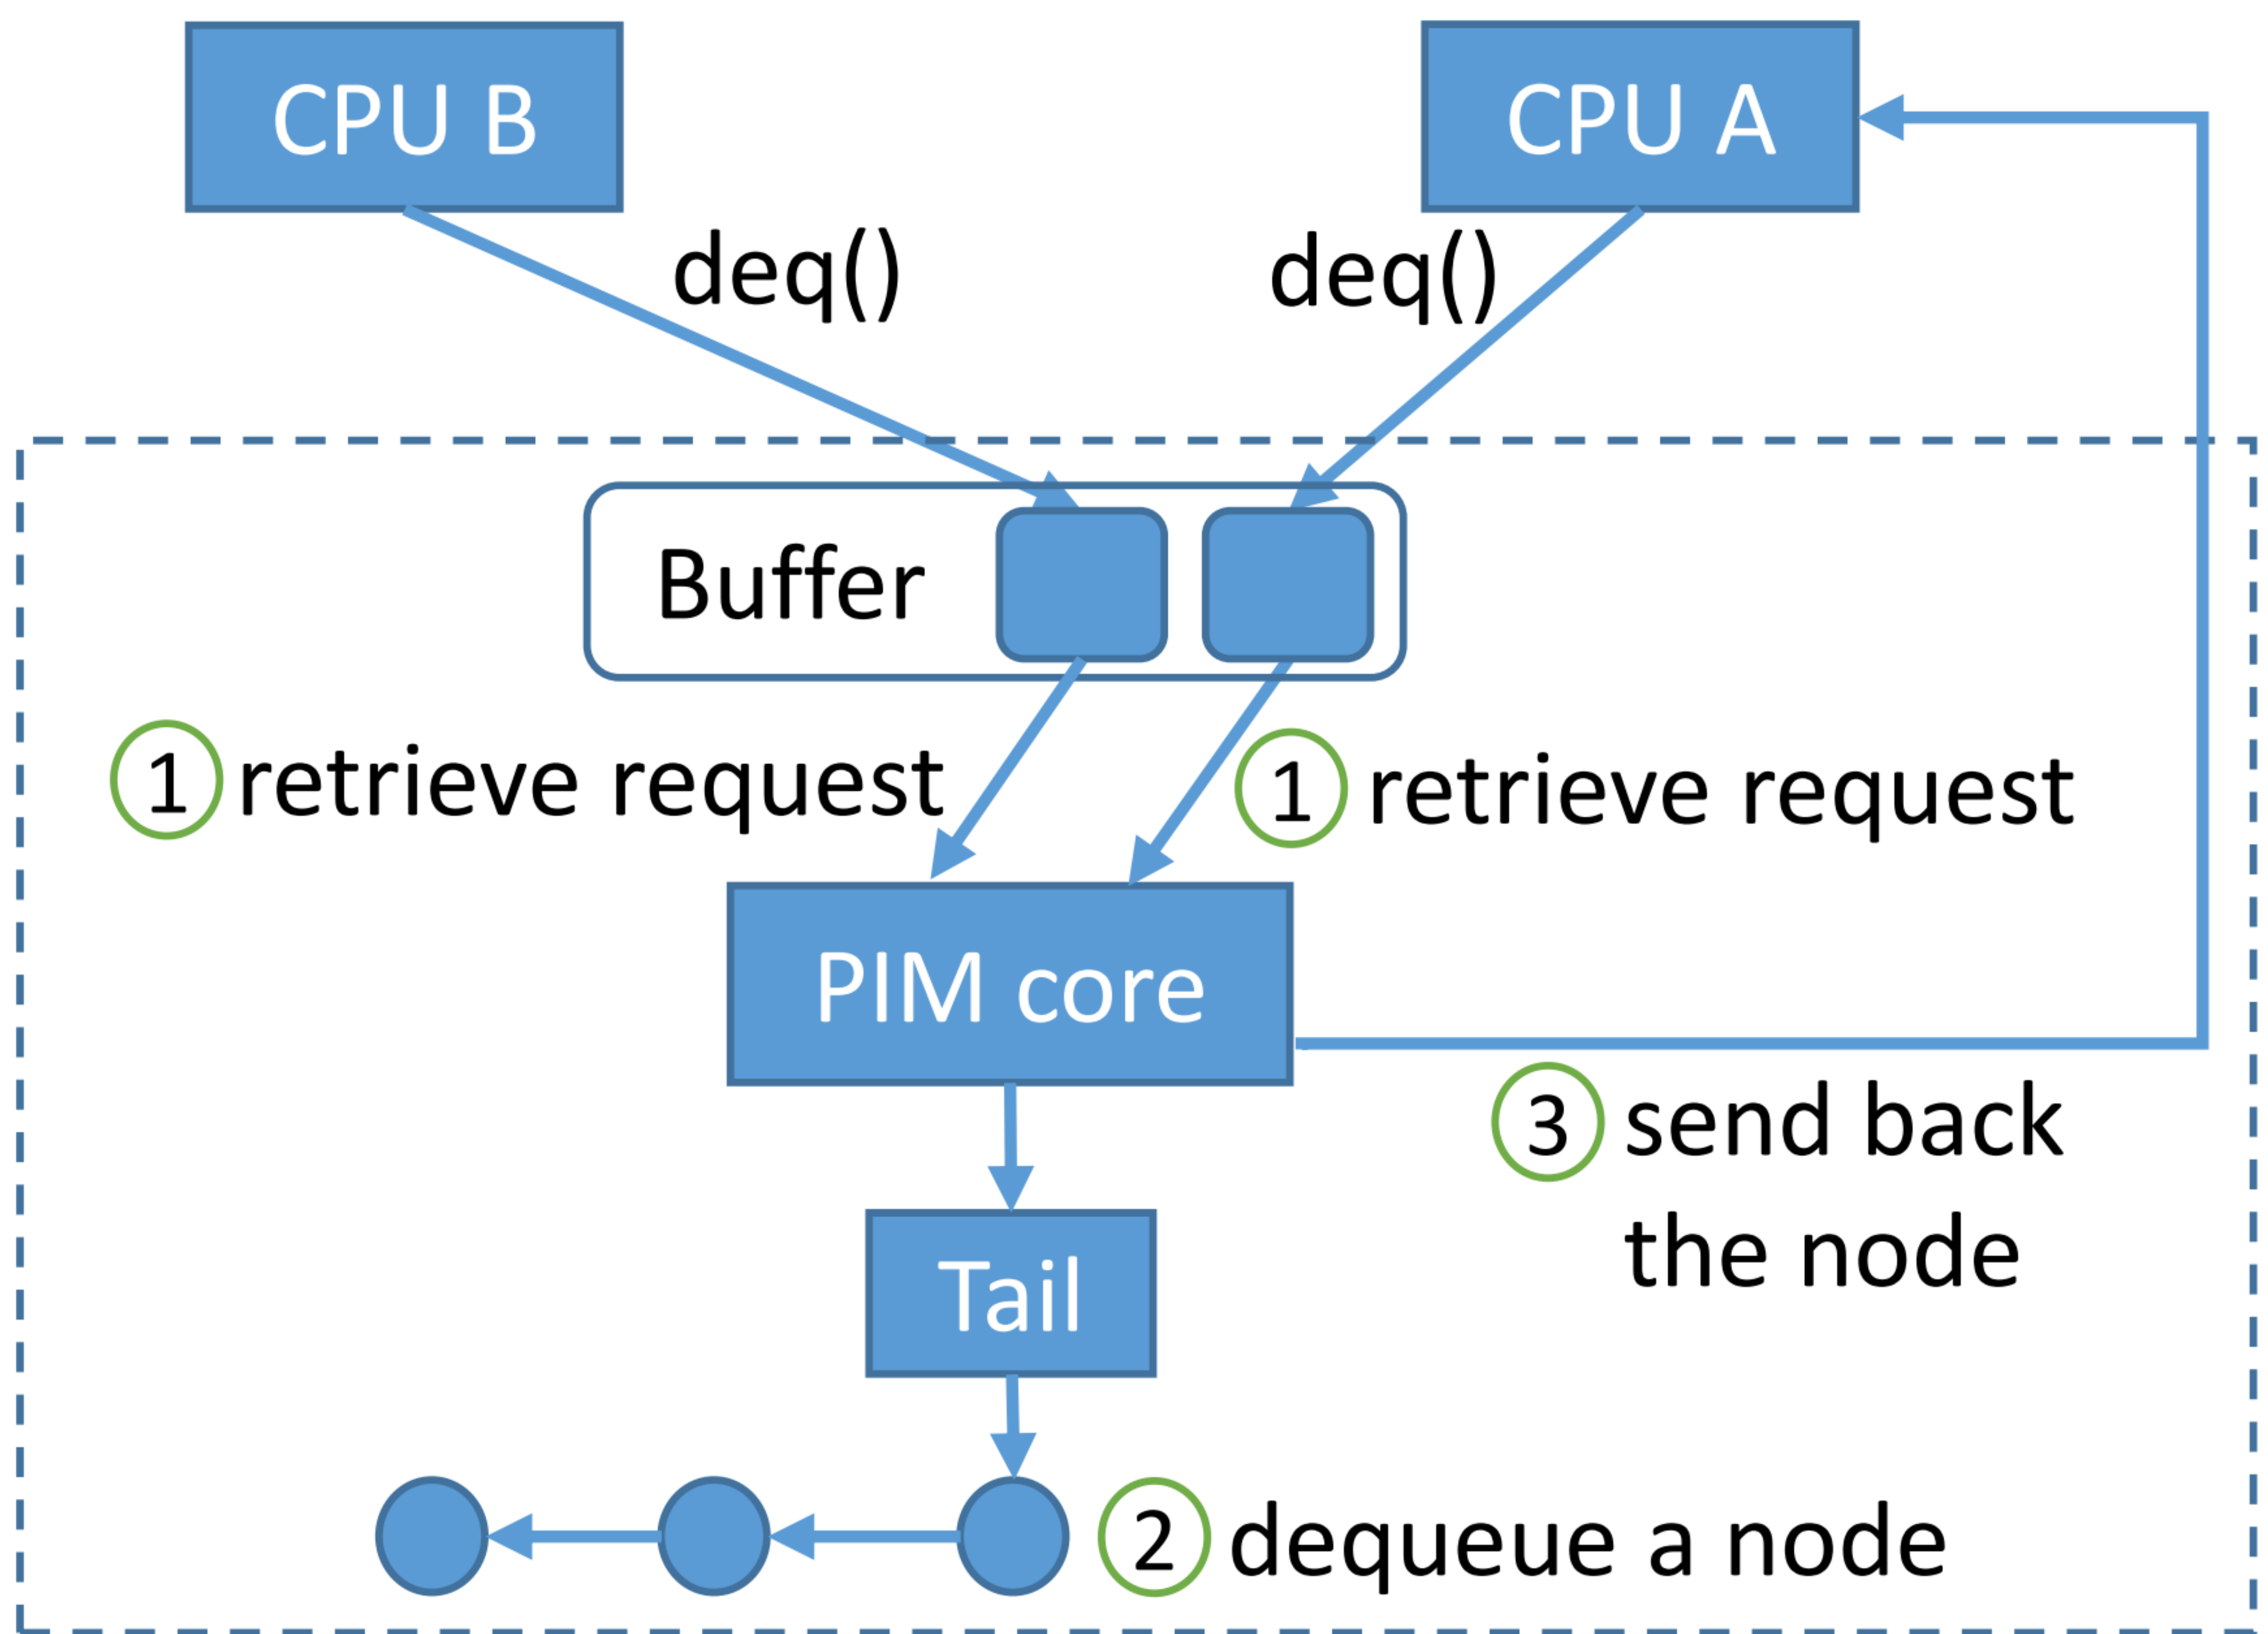 CPU B
CPU A
deq()
deq()
Buffer
1 retrieve request
1 retrieve request
PIM core
3 send back
the node
Tail
2 dequeue a node